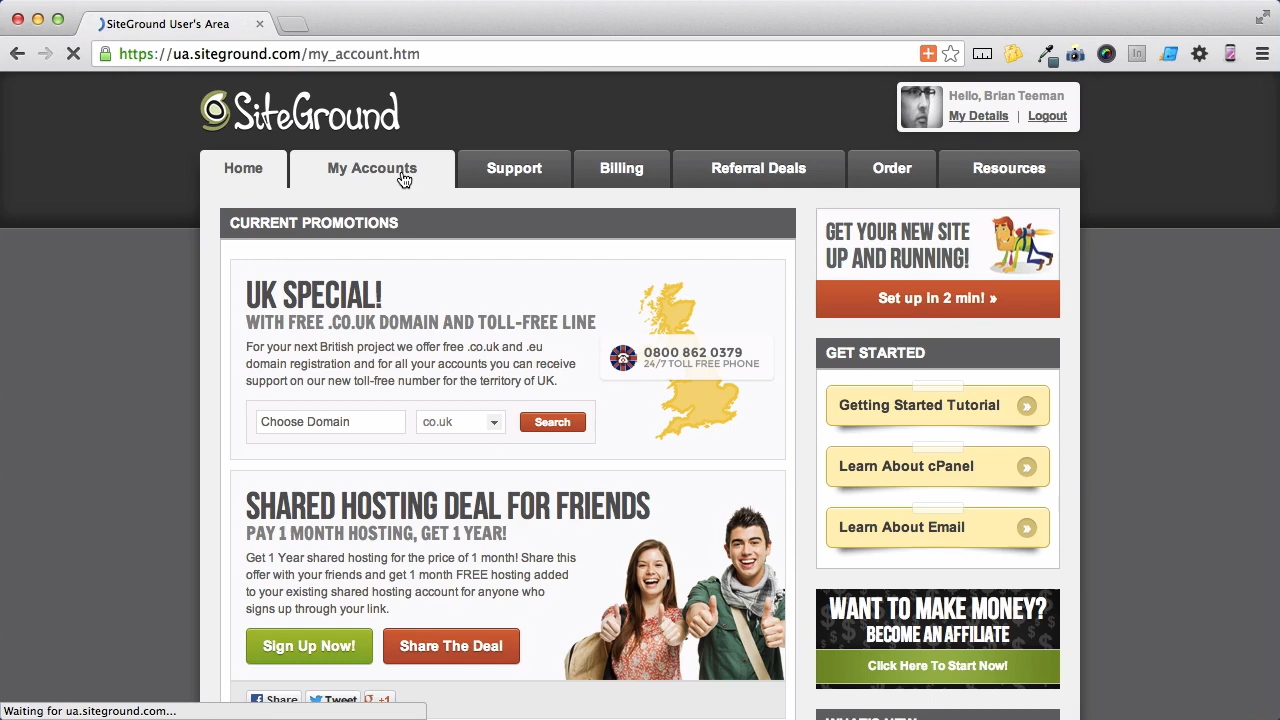 SiteGround User's Area
https://ua.siteground.com/my_account.htm
SiteGround
Hello, Brian Teeman
My Details | Logout
Home
My Accounts
Support
Billing
Referral Deals
Order
Resources
CURRENT PROMOTIONS
UK SPECIAL!
WITH FREE .CO.UK DOMAIN AND TOLL-FREE LINE
For your next British project we offer free .co.uk and .eu
domain registration and for all your accounts you can receive
support on our new toll-free number for the territory of UK.
0800 862 0379
24/7 TOLL FREE PHONE
Choose Domain
co.uk
Search
SHARED HOSTING DEAL FOR FRIENDS
PAY 1 MONTH HOSTING, GET 1 YEAR!
Get 1 Year shared hosting for the price of 1 month! Share this
offer with your friends and get 1 month FREE hosting added
to your existing shared hosting account for anyone who
signs up through your link.
Sign Up Now!
Share The Deal
Share
Tweet
+1
GET YOUR NEW SITE
UP AND RUNNING!
Set up in 2 min! »
GET STARTED
Getting Started Tutorial
Learn About cPanel
Learn About Email
WANT TO MAKE MONEY?
BECOME AN AFFILIATE
Click Here To Start Now!
WHAT'S NEW
Waiting for ua.siteground.com...